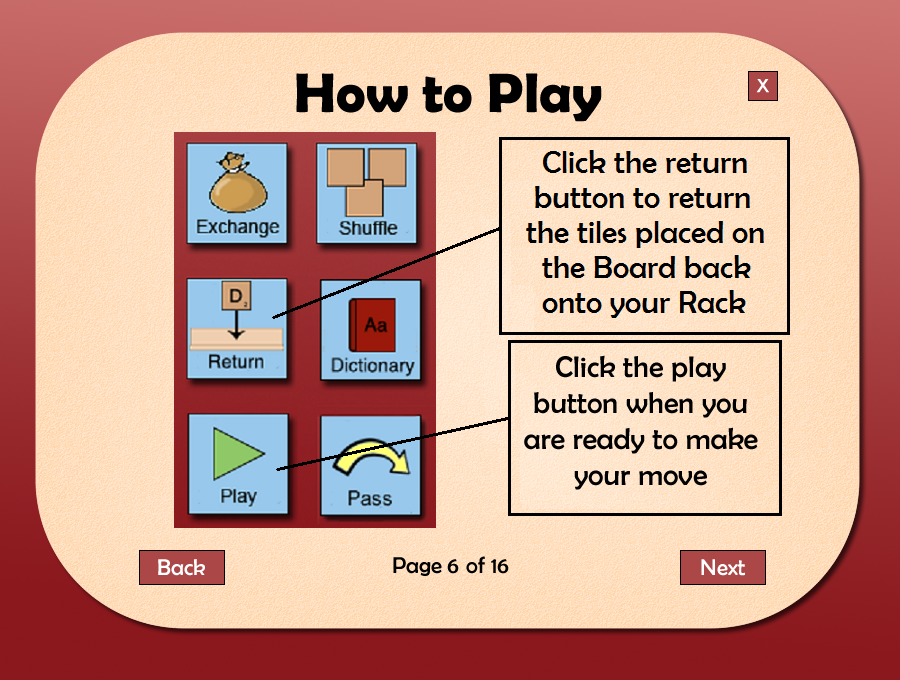 How to Play
X
Exchange
Shuffle
Click the return
button to return
the tiles placed on
the Board back
onto your Rack
D2
Return
Aa
Dictionary
Click the play
button when you
are ready to make
your move
Play
Pass
Back
Page 6 of 16
Next